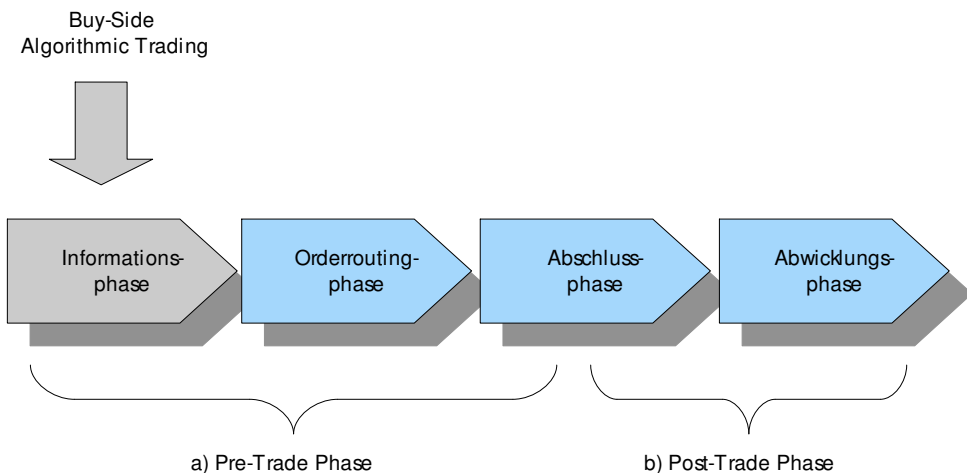 Buy-Side
Algorithmic Trading
Informations-
phase
Orderrouting-
phase
Abschluss-
phase
Abwicklungs-
phase
a) Pre-Trade Phase
b) Post-Trade Phase